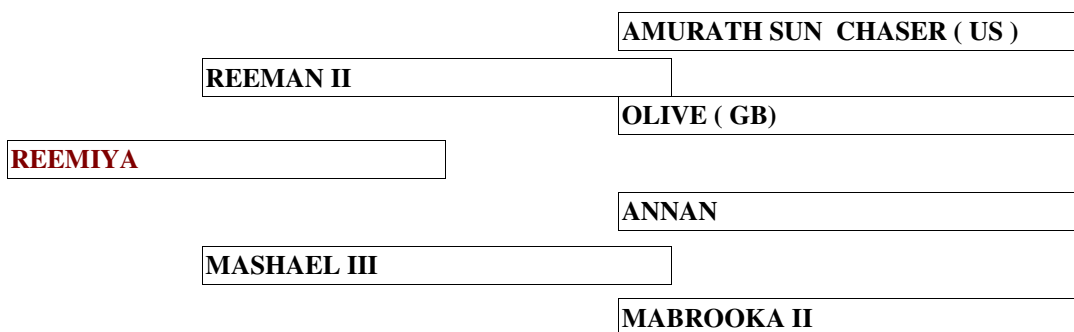 AMURATH SUN CHASER ( US )
REEMAN II
OLIVE ( GB)
REEMIYA
ANNAN
MASHAEL III
MABROOKA II